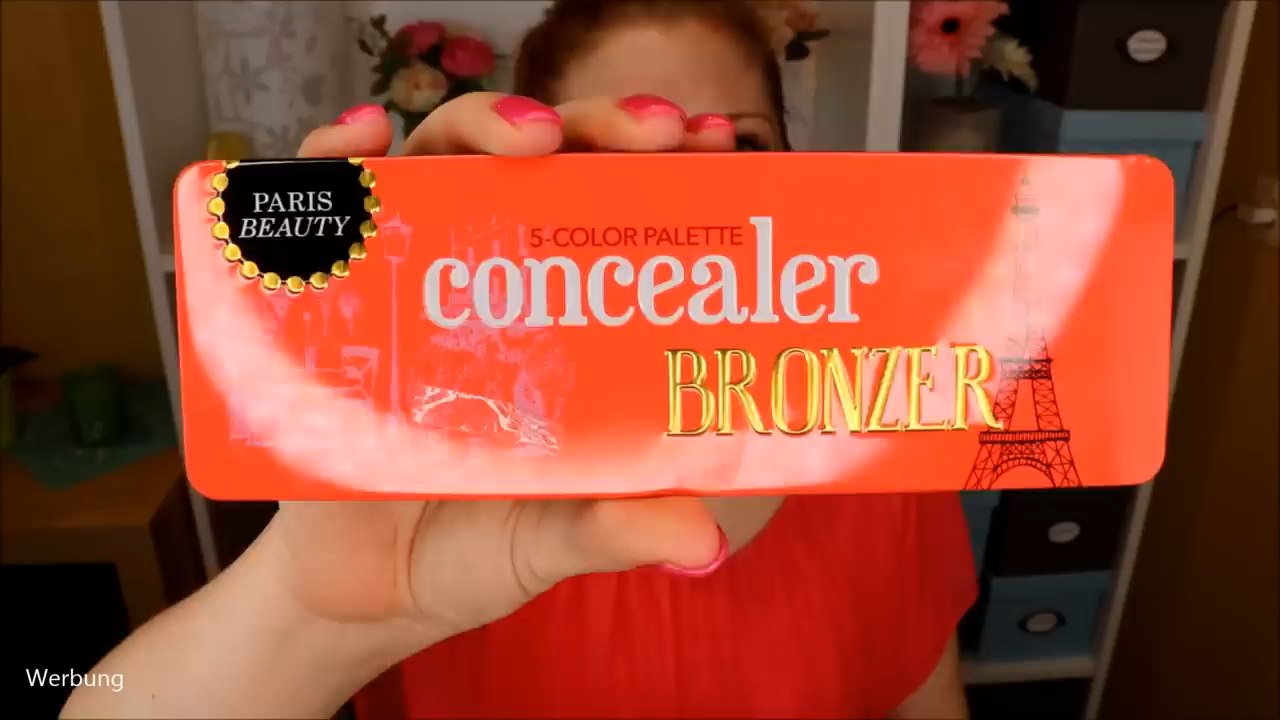 PARIS
BEAUTY
5-COLOR PALETTE
concealer
BRONZER
Werbung